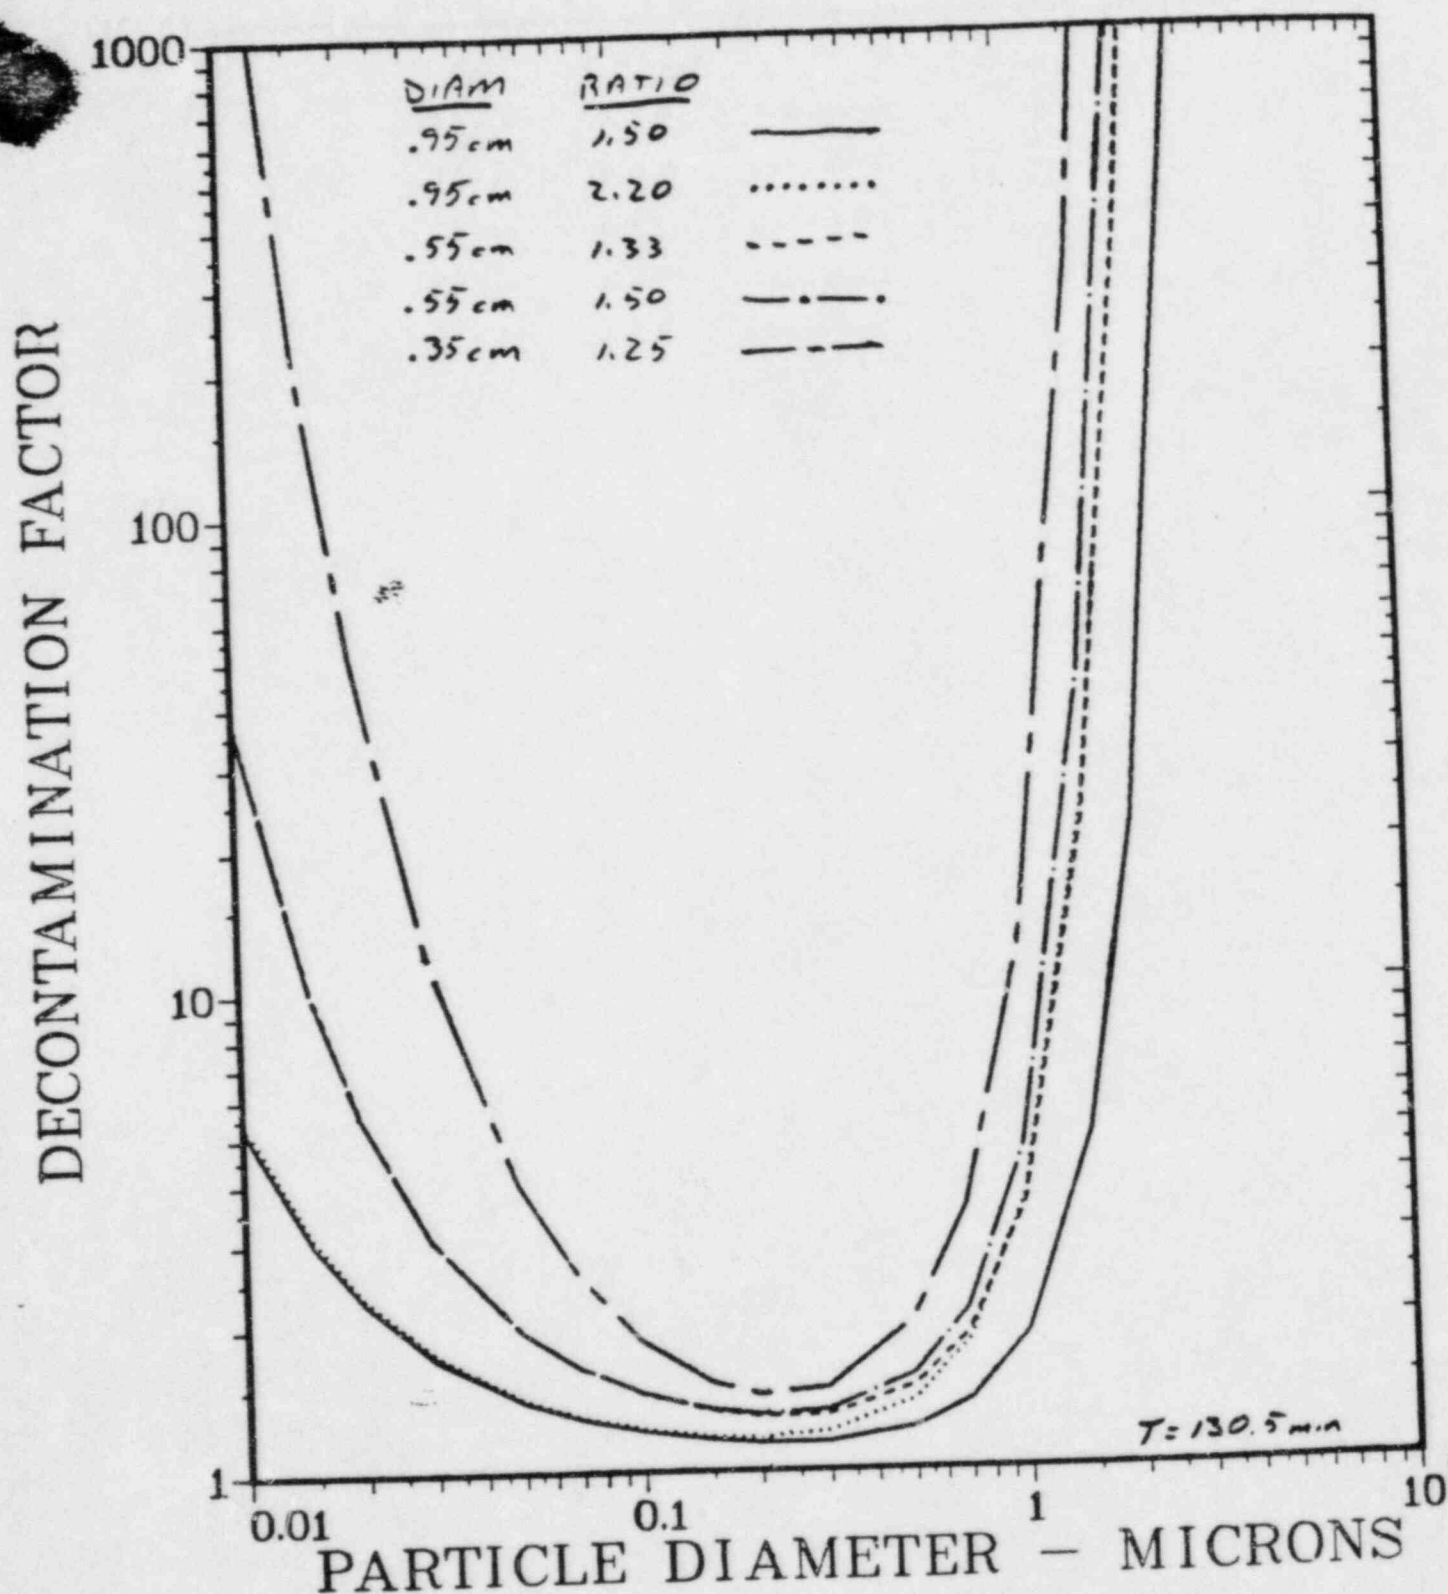 DECONTAMINATION FACTOR
1000
100
10
1
DIAM RATIO
.95cm 1.50
.95cm 2.20
.55cm 1.33
.55cm 1.50
.35cm 1.25
T= 130.5 min
0.01 0.1 1 10
PARTICLE DIAMETER – MICRONS